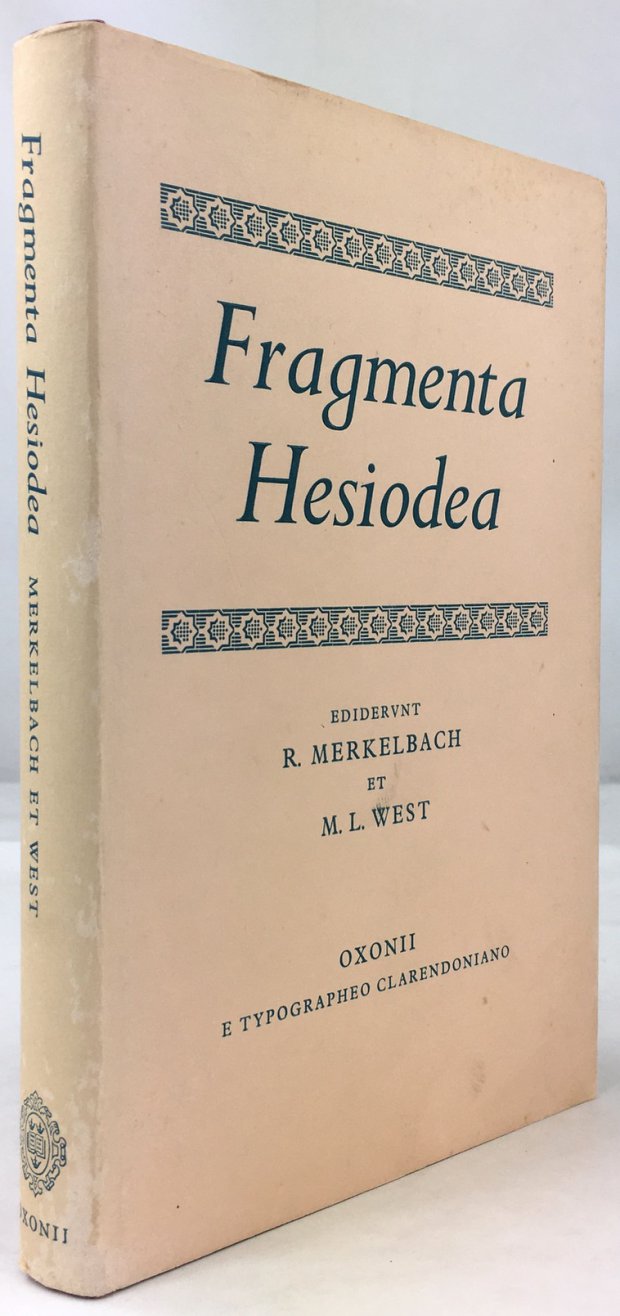 Fragmenta Hesiodea MERKELBACH ET WEST
OXONII
Fragmenta
Hesiodea
EDIDERVNT
R. MERKELBACH
ET
M. L. WEST
OXONII
E TYPOGRAPHEO CLARENDONIANO